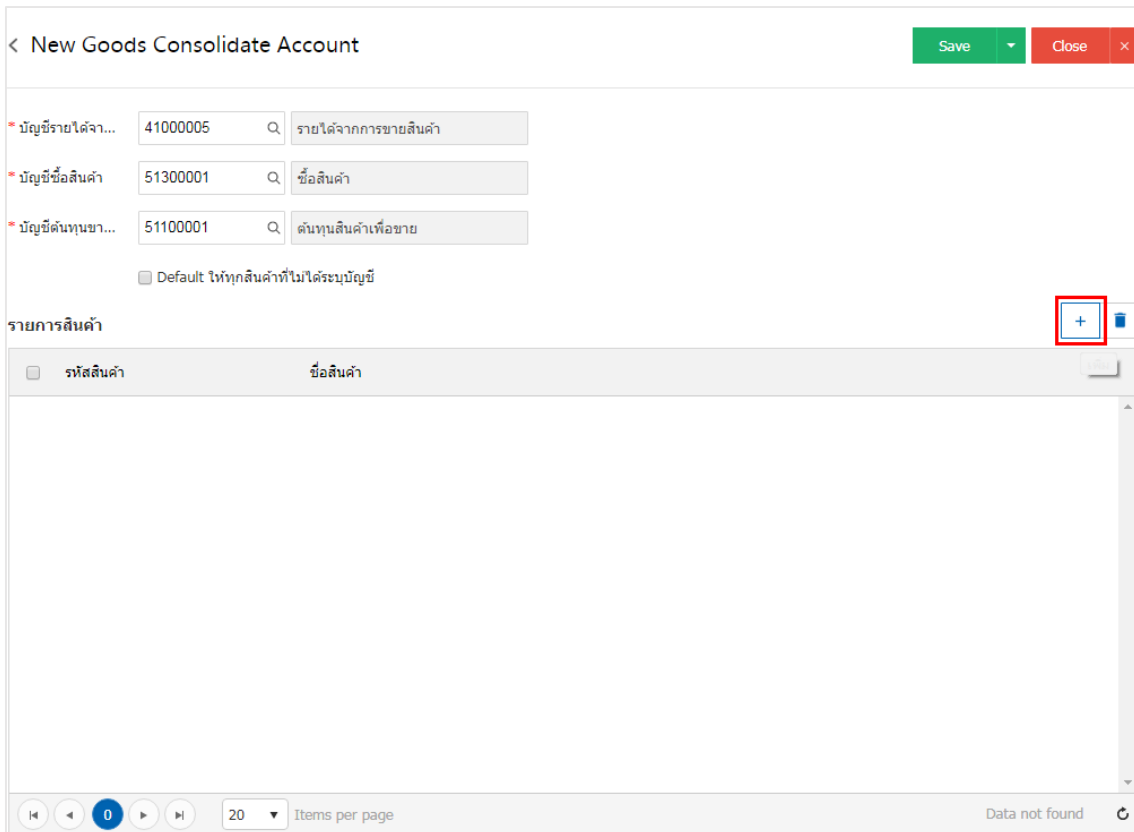 New Goods Consolidate Account Save Close ×
* บัญชีรายได้จา... 41000005 รายได้จากการขายสินค้า
* บัญชีซื้อสินค้า 51300001 ซื้อสินค้า
* บัญชีต้นทุนขา... 51100001 ต้นทุนสินค้าเพื่อขาย
Default ให้ทุกสินค้าที่ไม่ได้ระบุบัญชี
รายการสินค้า +
รหัสสินค้า ชื่อสินค้า
0 20 Items per page Data not found